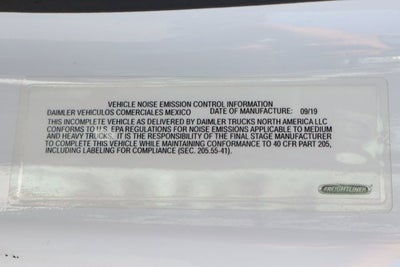 VEHICLE NOISE EMISSION CONTROL INFORMATION
DAIMLER VEHICULOS COMERCIALES MEXICO DATE OF MANUFACTURE: 09/19
THIS INCOMPLETE VEHICLE AS DELIVERED BY DAIMLER TRUCKS NORTH AMERICA LLC
CONFORMS TO U.S. EPA REGULATIONS FOR NOISE EMISSIONS APPLICABLE TO MEDIUM
AND HEAVY TRUCKS. IT IS THE RESPONSIBILITY OF THE FINAL STAGE MANUFACTURER
TO COMPLETE THIS VEHICLE WHILE MAINTAINING CONFORMANCE TO 40 CFR PART 205,
INCLUDING LABELING FOR COMPLIANCE (SEC. 205.55-41).
FREIGHTLINER